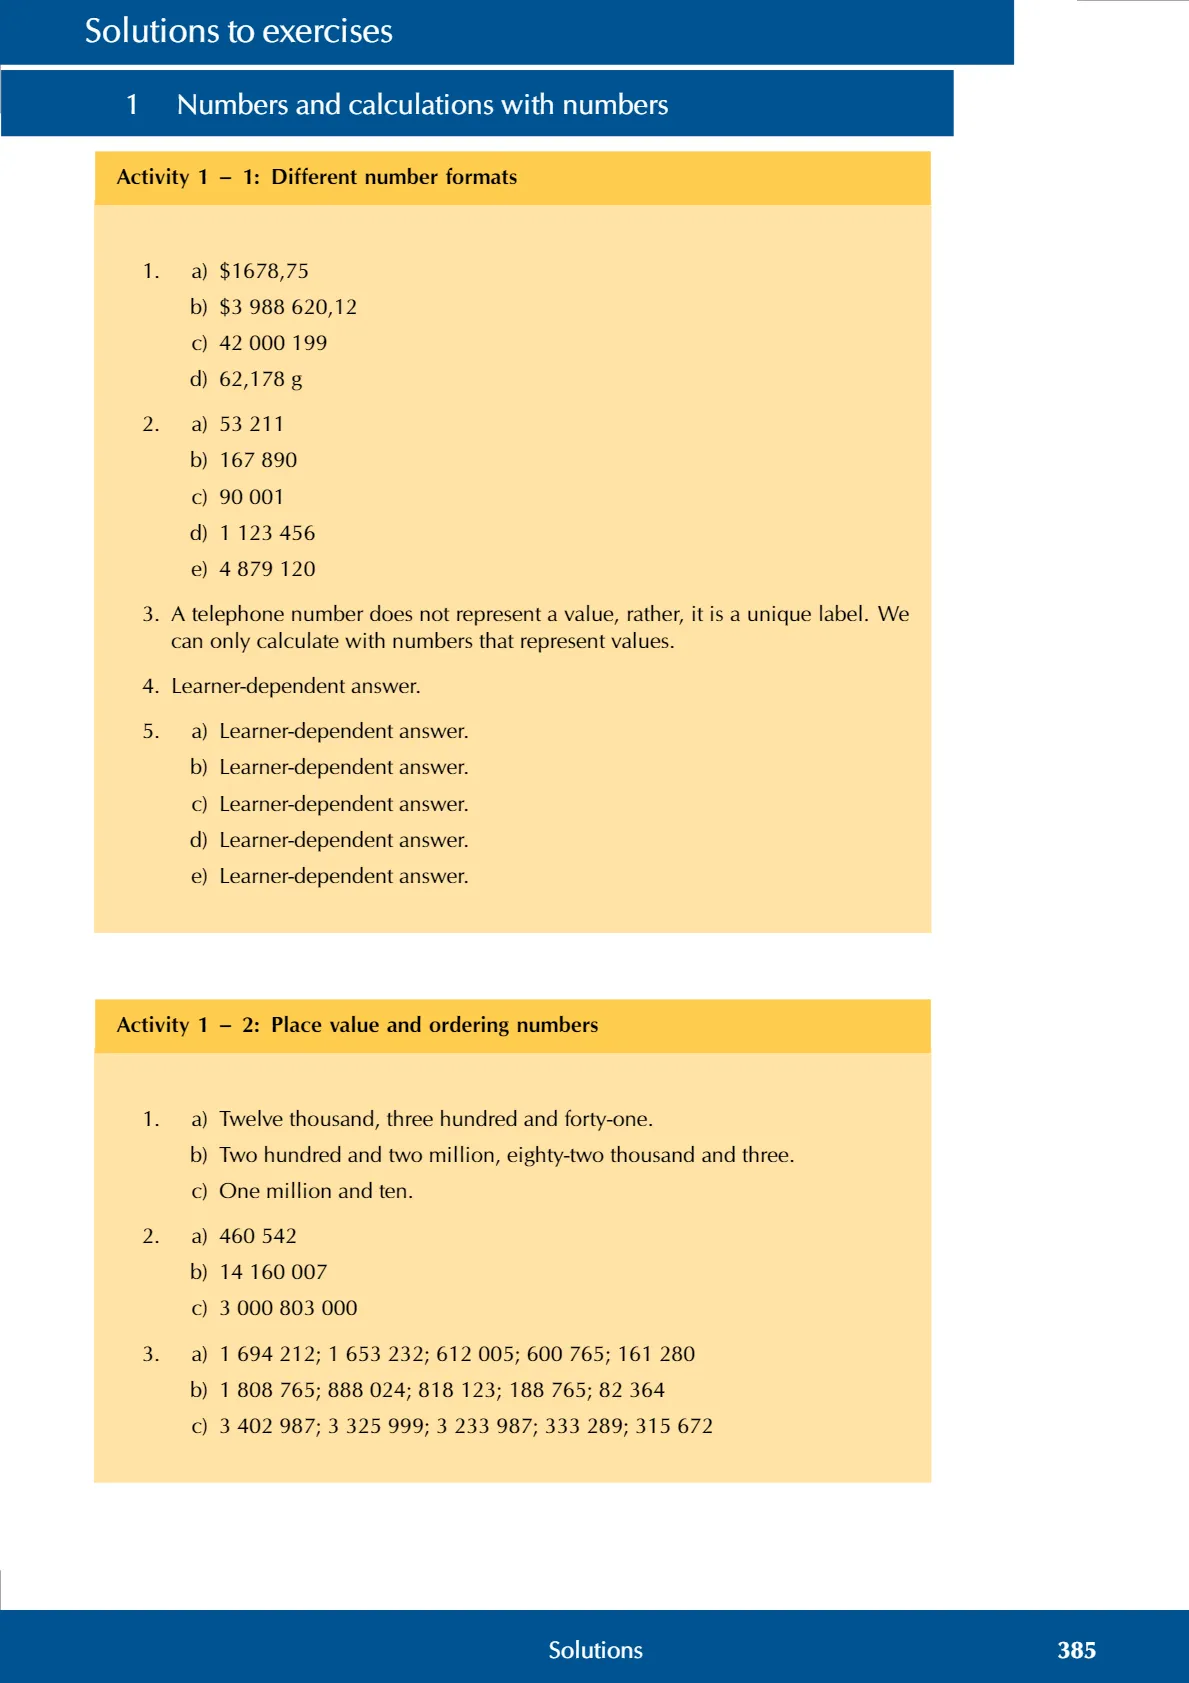 Solutions to exercises
1 Numbers and calculations with numbers
Activity 1 – 1: Different number formats
1. a) $1678,75
b) $3 988 620,12
c) 42 000 199
d) 62,178 g
2. a) 53 211
b) 167 890
c) 90 001
d) 1 123 456
e) 4 879 120
3. A telephone number does not represent a value, rather, it is a unique label. We
can only calculate with numbers that represent values.
4. Learner-dependent answer.
5. a) Learner-dependent answer.
b) Learner-dependent answer.
c) Learner-dependent answer.
d) Learner-dependent answer.
e) Learner-dependent answer.
Activity 1 – 2: Place value and ordering numbers
1. a) Twelve thousand, three hundred and forty-one.
b) Two hundred and two million, eighty-two thousand and three.
c) One million and ten.
2. a) 460 542
b) 14 160 007
c) 3 000 803 000
3. a) 1 694 212; 1 653 232; 612 005; 600 765; 161 280
b) 1 808 765; 888 024; 818 123; 188 765; 82 364
c) 3 402 987; 3 325 999; 3 233 987; 333 289; 315 672
Solutions 385